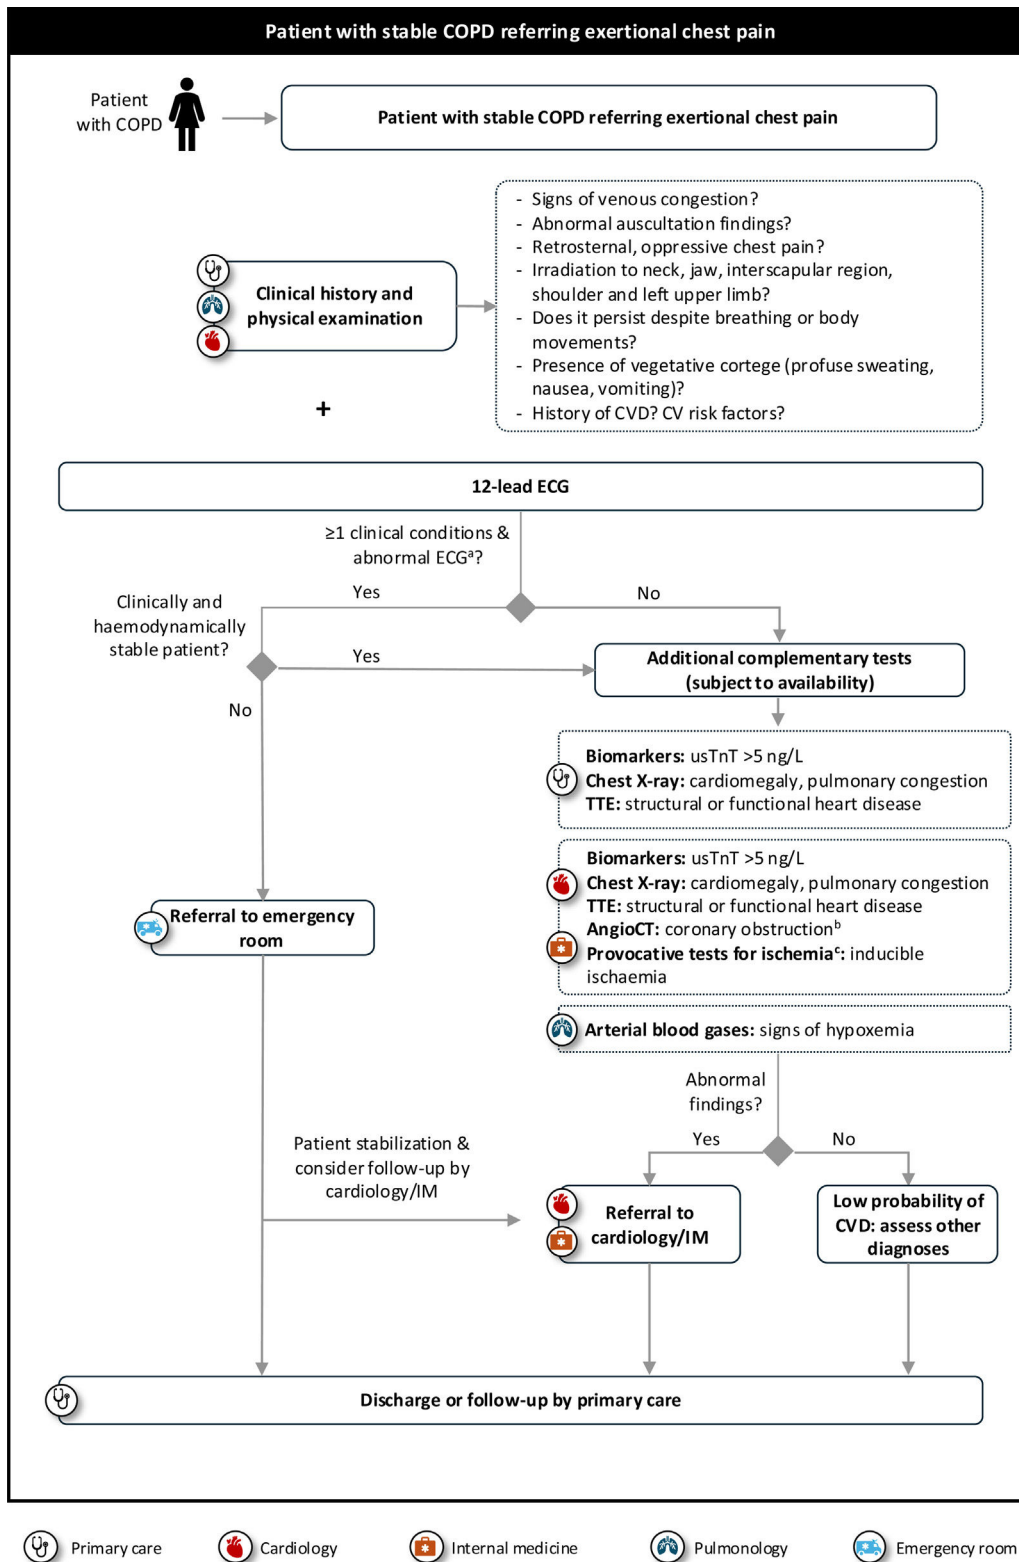 Patient with stable COPD referring exertional chest pain
Patient
with COPD
Patient with stable COPD referring exertional chest pain
Clinical history and
physical examination
- Signs of venous congestion?
- Abnormal auscultation findings?
- Retrosternal, oppressive chest pain?
- Irradiation to neck, jaw, interscapular region,
shoulder and left upper limb?
- Does it persist despite breathing or body
movements?
- Presence of vegetative cortege (profuse sweating,
nausea, vomiting)?
- History of CVD? CV risk factors?
+
12-lead ECG
≥1 clinical conditions &
abnormal ECGᵃ?
Yes
No
Clinically and
haemodynamically
stable patient?
Yes
No
Additional complementary tests
(subject to availability)
Biomarkers: usTnT >5 ng/L
Chest X-ray: cardiomegaly, pulmonary congestion
TTE: structural or functional heart disease
Biomarkers: usTnT >5 ng/L
Chest X-ray: cardiomegaly, pulmonary congestion
TTE: structural or functional heart disease
AngioCT: coronary obstructionᵇ
Provocative tests for ischemiaᶜ: inducible
ischaemia
Referral to emergency
room
Arterial blood gases: signs of hypoxemia
Abnormal
findings?
Yes
No
Patient stabilization &
consider follow-up by
cardiology/IM
Referral to
cardiology/IM
Low probability of
CVD: assess other
diagnoses
Discharge or follow-up by primary care
Primary care
Cardiology
Internal medicine
Pulmonology
Emergency room